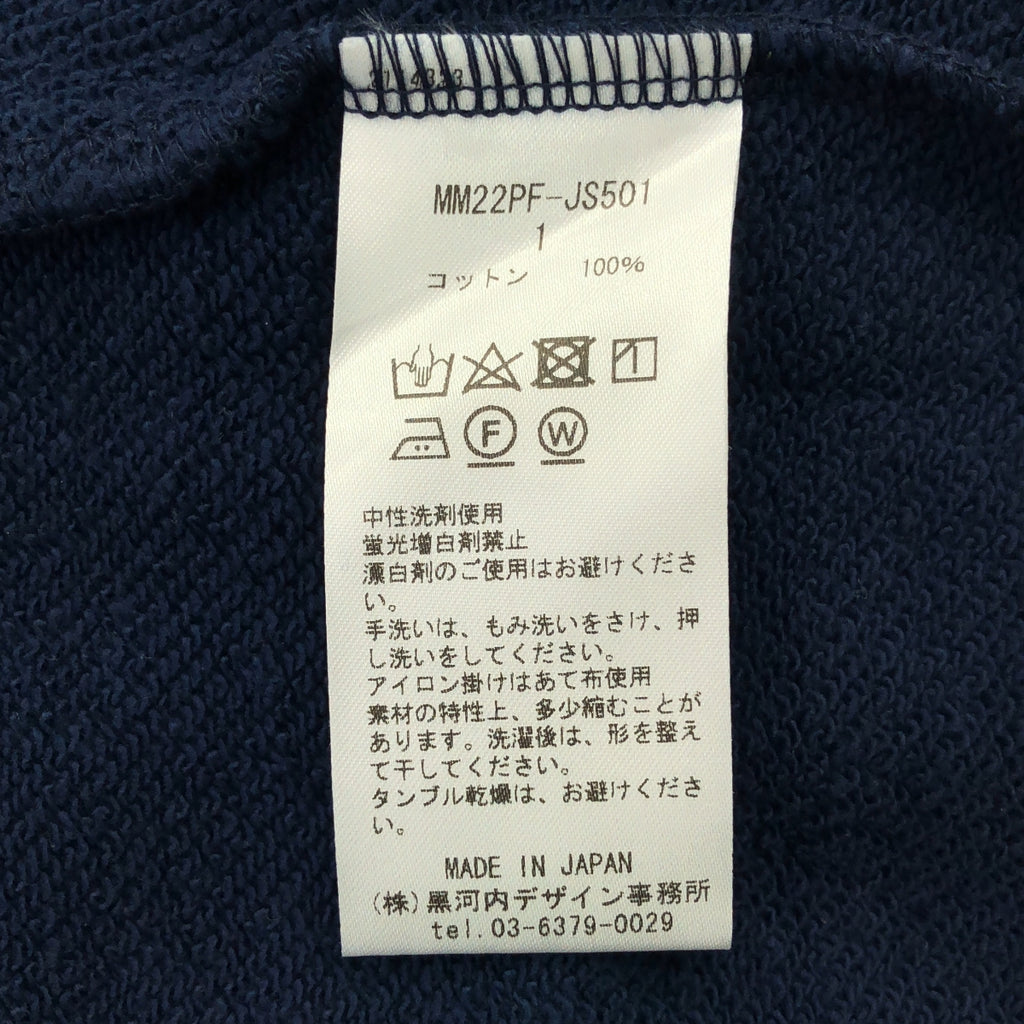 MM22PF-JS501
1
コットン 100%
F W
中性洗剤使用
蛍光増白剤禁止
漂白剤のご使用はお避けくださ
い。
手洗いは、もみ洗いをさけ、押
し洗いをしてください。
アイロン掛けはあて布使用
素材の特性上、多少縮むことが
あります。洗濯後は、形を整え
て干してください。
タンブル乾燥は、お避けくださ
い。
MADE IN JAPAN
(株)黒河内デザイン事務所
tel.03-6379-0029